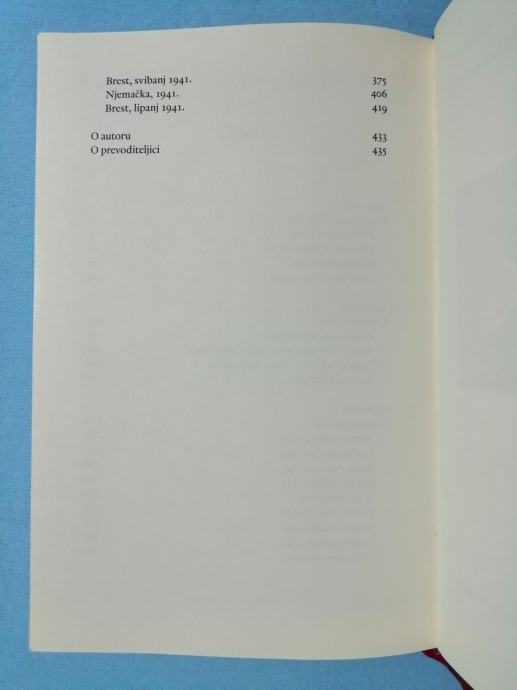 Brest, svibanj 1941. 375
Njemačka, 1941. 406
Brest, lipanj 1941. 419
O autoru 433
O prevoditeljici 435